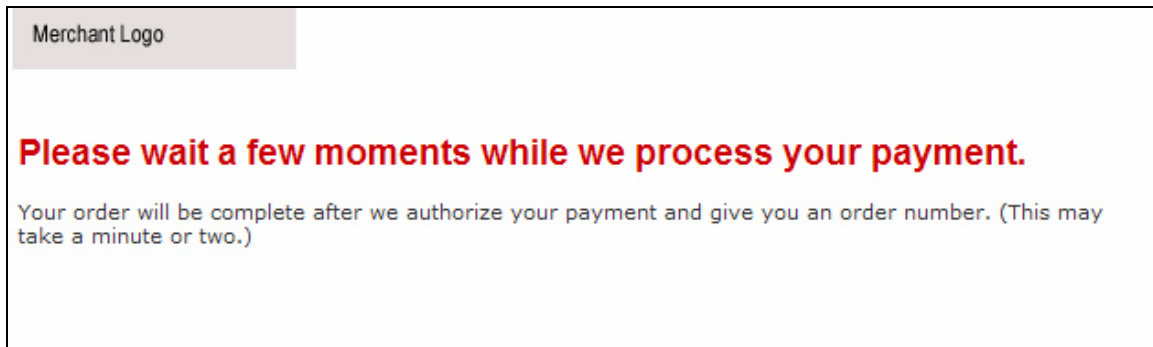 Merchant Logo
Please wait a few moments while we process your payment.
Your order will be complete after we authorize your payment and give you an order number. (This may
take a minute or two.)